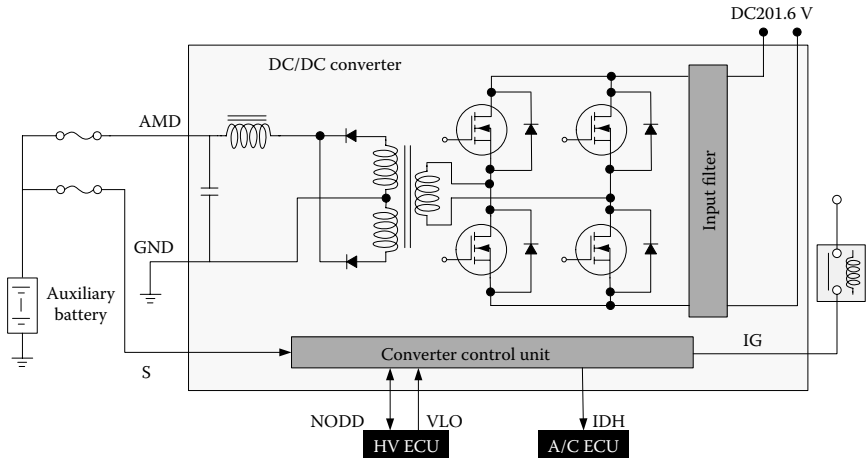 DC201.6 V
DC/DC converter
AMD
Input filter
GND
Auxiliary
battery
IG
Converter control unit
S
NODD
VLO
IDH
HV ECU
A/C ECU